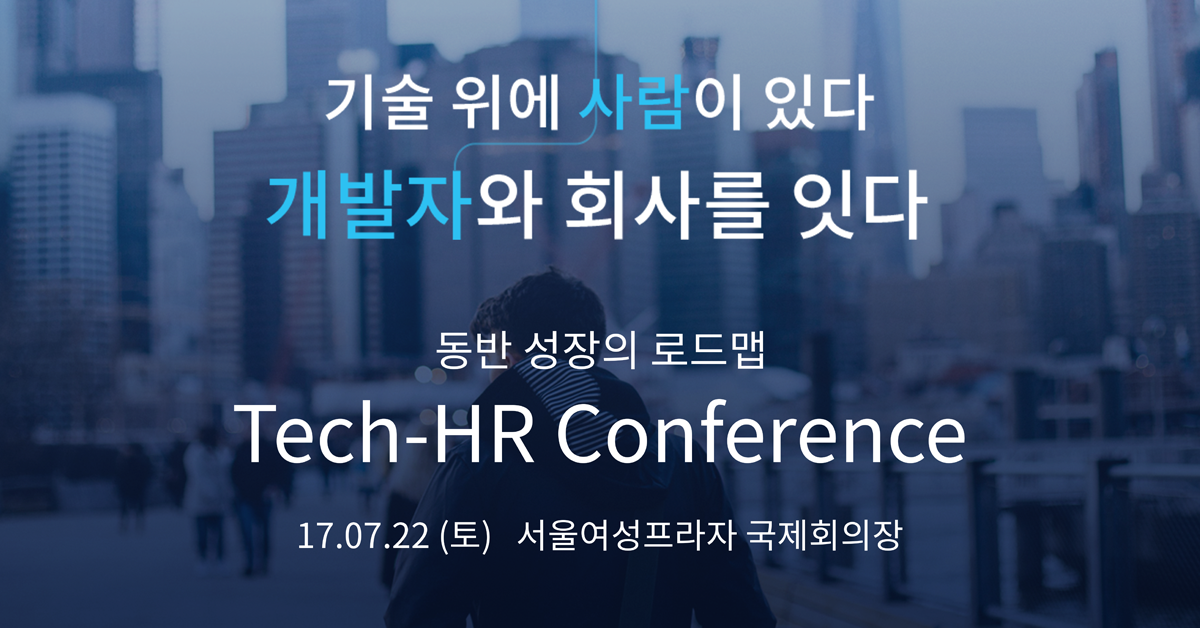 기술 위에 사람이 있다
개발자와 회사를 잇다
동반 성장의 로드맵
Tech-HR Conference
17.07.22 (토) 서울여성프라자 국제회의장